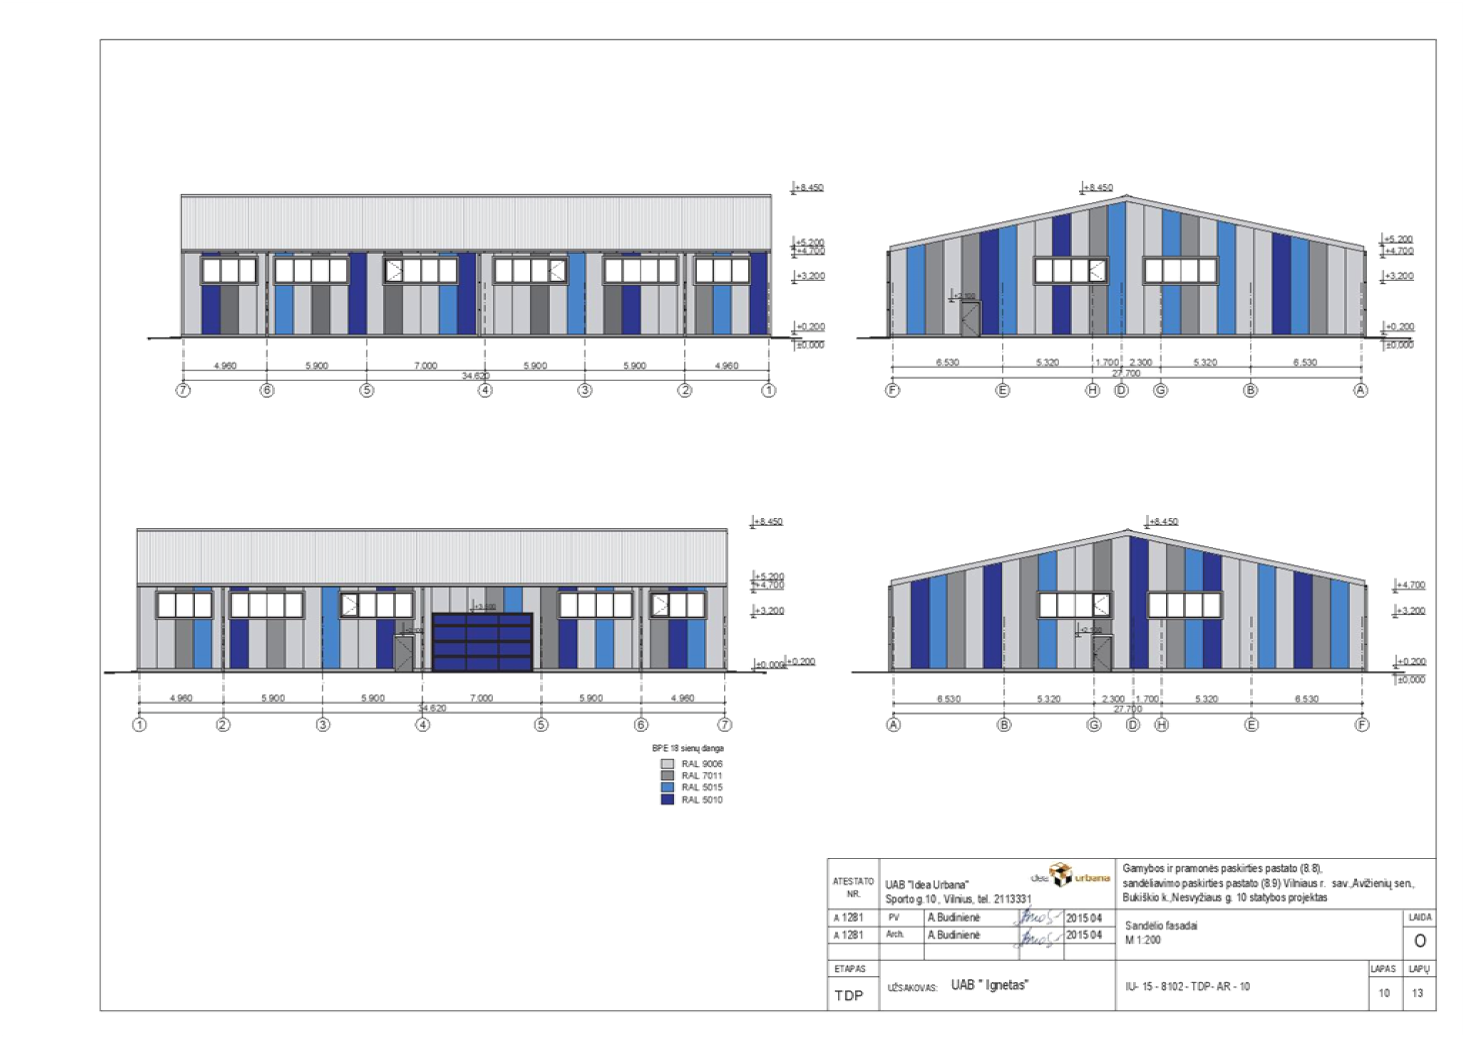 +8.450
+5.200
+4.700
+3,200
+0,200
±0,000
4.960 5.900 7.000 5.900 5.900 4.960
34.620
7 6 5 4 3 2 1
+8.450
+5.200
+4.700
+3,200
+0,200
±0,000
6.530 5.320 1.700 2.300 5.320 6.530
27.700
F E H D G B A
+8.450
+5.200
+4.700
+3,200
±0,000 +0,200
4.960 5.900 5.900 7.000 5.900 4.960
34.620
1 2 3 4 5 6 7
+8.450
+4,700
+3,200
+0,200
±0,000
6.530 5.320 2.300 1.700 5.320 6.530
27.700
A B G D H E F
BPE 18 sienų danga
RAL 9006
RAL 7011
RAL 5015
RAL 5010
ATESTATO NR.
UAB "Idea Urbana"
Sporto g.10, Vilnius, tel. 2113331
idea urbana
Gamybos ir pramonės paskirties pastato (8.8),
sandėliavimo paskirties pastato (8.9) Vilniaus r. sav.,Avižienių sen.,
Bukiškio k.,Nesvyžiaus g. 10 statybos projektas
A 1281 PV A.Budinienė 2015 04
A 1281 Arch. A.Budinienė 2015 04
Sandėlio fasadai
M 1:200
LAIDA
O
ETAPAS
TDP
UŽSAKOVAS: UAB " Ignetas"
IU- 15 - 8102 - TDP- AR - 10
LAPAS LAPŲ
10 13